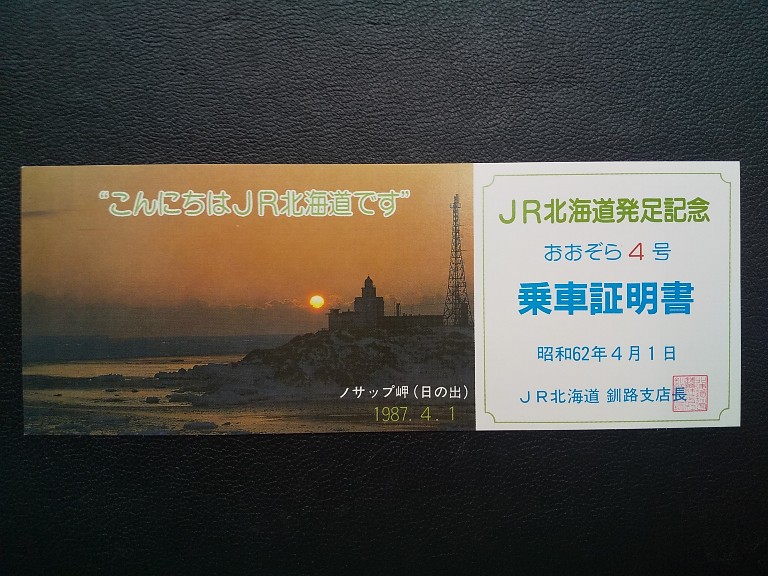 “こんにちはＪＲ北海道です”
ノサップ岬（日の出）
1987. 4. 1
ＪＲ北海道発足記念
おおぞら 4 号
乗車証明書
昭和62年４月１日
ＪＲ北海道 釧路支店長